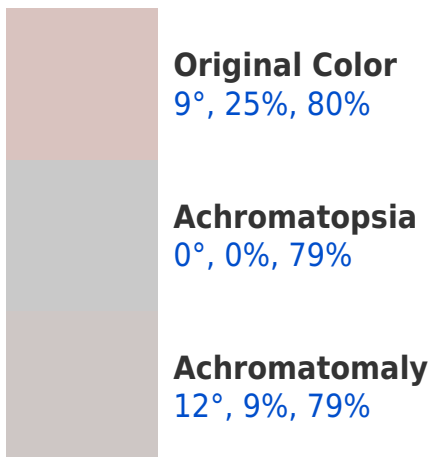 Original Color
9°, 25%, 80%
Achromatopsia
0°, 0%, 79%
Achromatomaly
12°, 9%, 79%